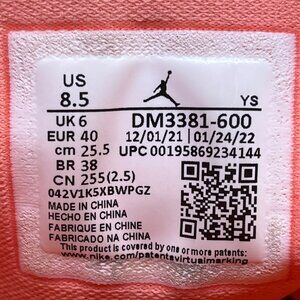 US
8.5
YS
UK 6 DM3381-600
EUR 40 12/01/21 01/24/22
cm 25.5 UPC 00195869234144
BR 38
CN 255(2.5)
042V1K5XBWPGZ
MADE IN CHINA
HECHO EN CHINA
FABRIQUE EN CHINE
FABRICADO NA CHINA
This product is covered by one or more patents.
www.nike.com/patentsvirtualmarking